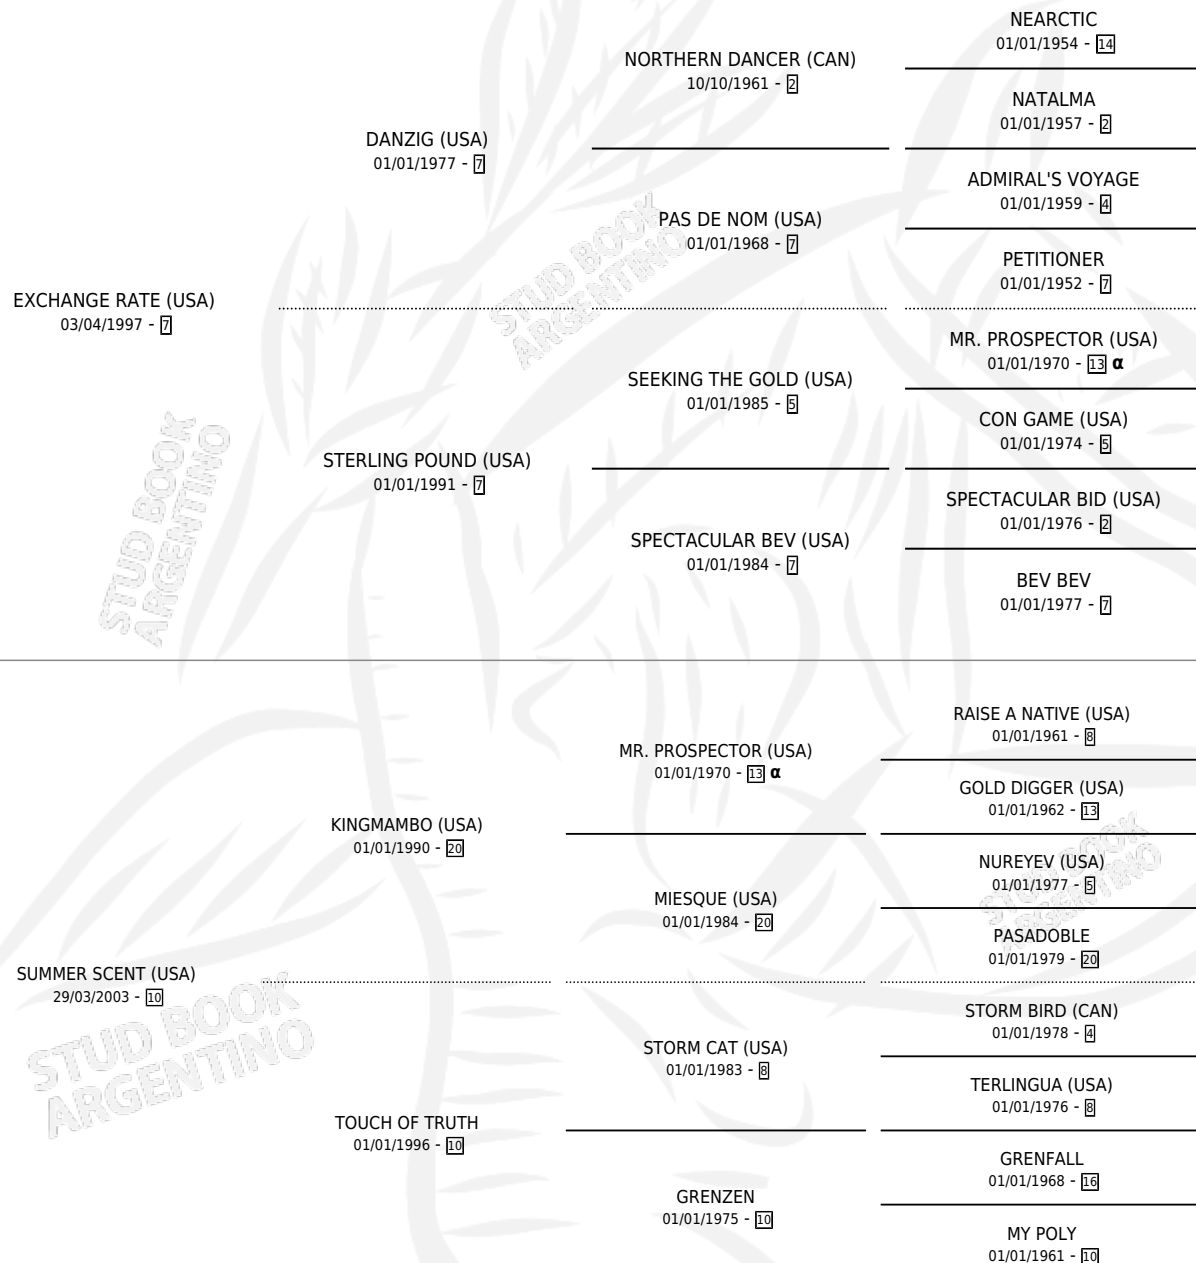 NEARCTIC
01/01/1954 - 14
NORTHERN DANCER (CAN)
10/10/1961 - 2
NATALMA
01/01/1957 - 2
DANZIG (USA)
01/01/1977 - 7
ADMIRAL'S VOYAGE
01/01/1959 - 4
PAS DE NOM (USA)
01/01/1968 - 7
PETITIONER
01/01/1952 - 7
EXCHANGE RATE (USA)
03/04/1997 - 7
MR. PROSPECTOR (USA)
01/01/1970 - 13 α
SEEKING THE GOLD (USA)
01/01/1985 - 5
CON GAME (USA)
01/01/1974 - 5
STERLING POUND (USA)
01/01/1991 - 7
SPECTACULAR BID (USA)
01/01/1976 - 2
SPECTACULAR BEV (USA)
01/01/1984 - 7
BEV BEV
01/01/1977 - 7
RAISE A NATIVE (USA)
01/01/1961 - 8
MR. PROSPECTOR (USA)
01/01/1970 - 13 α
GOLD DIGGER (USA)
01/01/1962 - 13
KINGMAMBO (USA)
01/01/1990 - 20
NUREYEV (USA)
01/01/1977 - 5
MIESQUE (USA)
01/01/1984 - 20
PASADOBLE
01/01/1979 - 20
SUMMER SCENT (USA)
29/03/2003 - 10
STORM BIRD (CAN)
01/01/1978 - 4
STORM CAT (USA)
01/01/1983 - 8
TERLINGUA (USA)
01/01/1976 - 8
TOUCH OF TRUTH
01/01/1996 - 10
GRENFALL
01/01/1968 - 16
GRENZEN
01/01/1975 - 10
MY POLY
01/01/1961 - 10
STUD BOOK
ARGENTINO
STUD BOOK
ARGENTINO
STUD BOOK
ARGENTINO
STUD BOOK
ARGENTINO